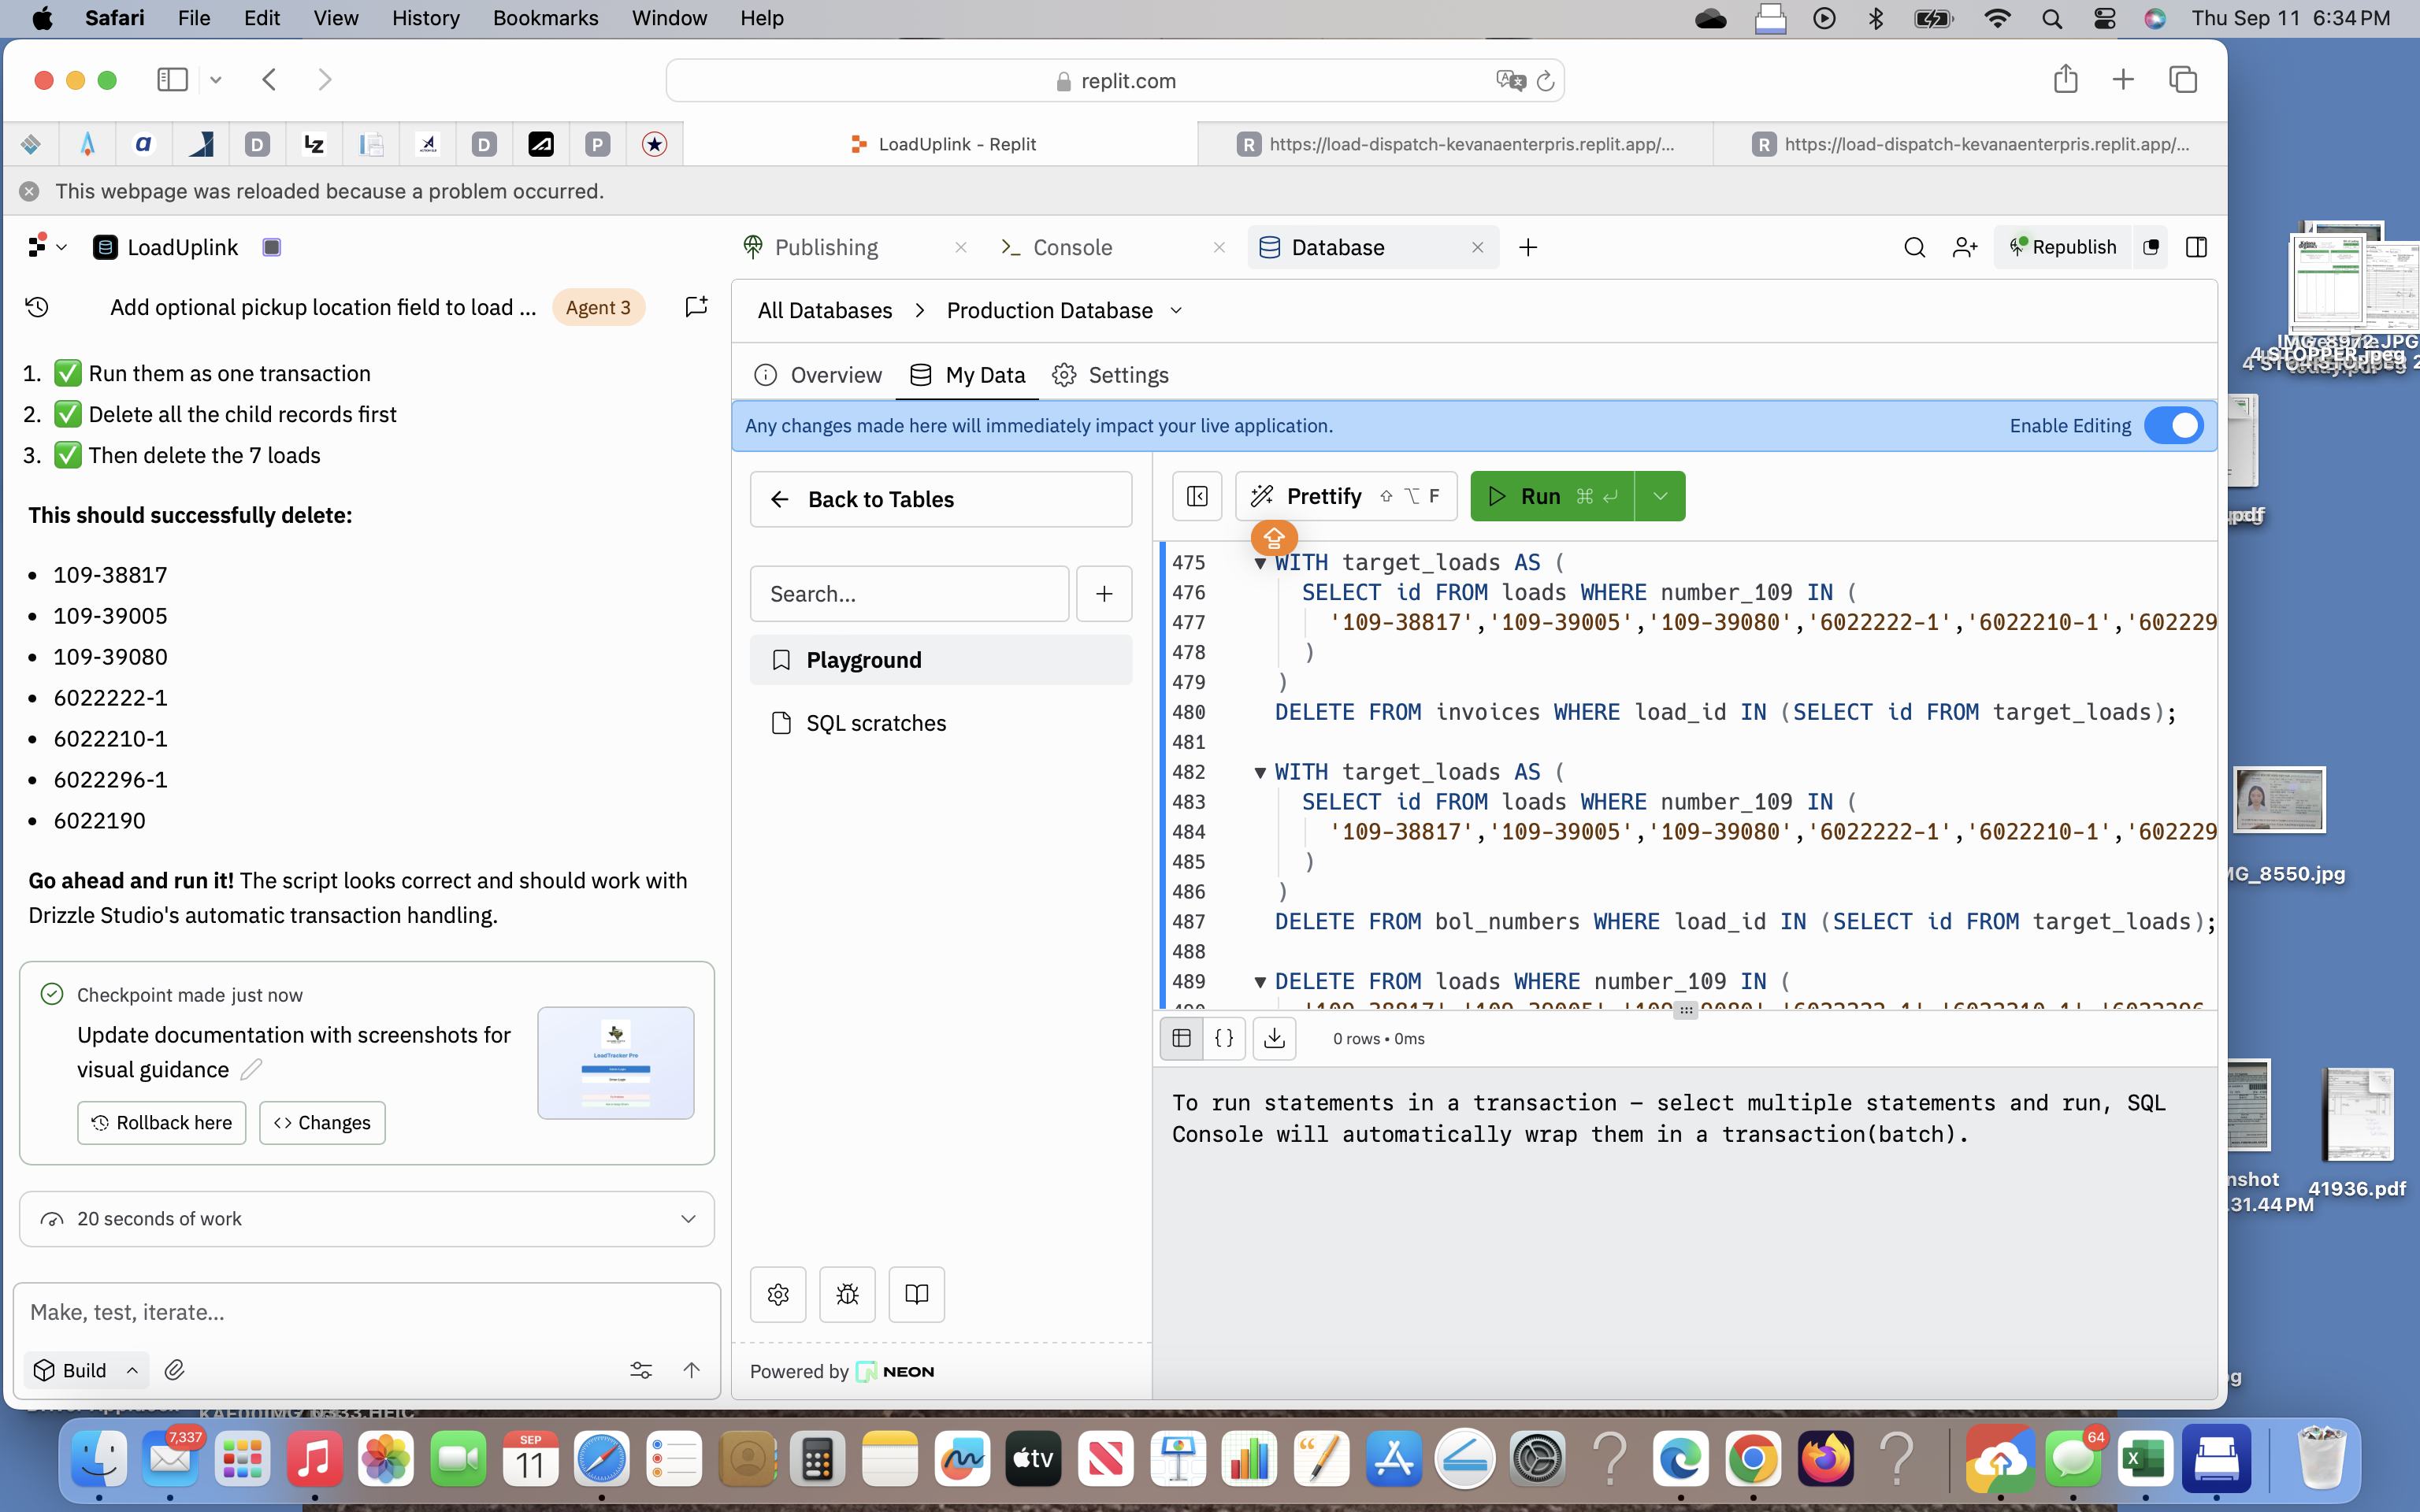 Safari File Edit View History Bookmarks Window Help Thu Sep 11 6:34 PM
replit.com
LoadUplink - Replit
https://load-dispatch-kevanaenterpris.replit.app/...
https://load-dispatch-kevanaenterpris.replit.app/...
This webpage was reloaded because a problem occurred.
LoadUplink
Publishing
Console
Database
Republish
Add optional pickup location field to load ...
Agent 3
1. ✅ Run them as one transaction
2. ✅ Delete all the child records first
3. ✅ Then delete the 7 loads
This should successfully delete:
• 109-38817
• 109-39005
• 109-39080
• 6022222-1
• 6022210-1
• 6022296-1
• 6022190
Go ahead and run it! The script looks correct and should work with
Drizzle Studio's automatic transaction handling.
Checkpoint made just now
Update documentation with screenshots for
visual guidance
LoadTracker Pro
Rollback here
Changes
20 seconds of work
Make, test, iterate...
Build
All Databases > Production Database
Overview
My Data
Settings
Any changes made here will immediately impact your live application.
Enable Editing
Back to Tables
Search...
Playground
SQL scratches
Powered by NEON
Prettify ⇧ ⌥ F
Run ⌘ ↵
475 WITH target_loads AS (
476 SELECT id FROM loads WHERE number_109 IN (
477 '109-38817','109-39005','109-39080','6022222-1','6022210-1','602229
478 )
479 )
480 DELETE FROM invoices WHERE load_id IN (SELECT id FROM target_loads);
481
482 WITH target_loads AS (
483 SELECT id FROM loads WHERE number_109 IN (
484 '109-38817','109-39005','109-39080','6022222-1','6022210-1','602229
485 )
486 )
487 DELETE FROM bol_numbers WHERE load_id IN (SELECT id FROM target_loads);
488
489 DELETE FROM loads WHERE number_109 IN (
0 rows • 0ms
To run statements in a transaction – select multiple statements and run, SQL
Console will automatically wrap them in a transaction(batch).
4 STOPPER.jpeg
MG_8550.jpg
nshot
.31.44 PM
41936.pdf
7,337
SEP
11
tv
64